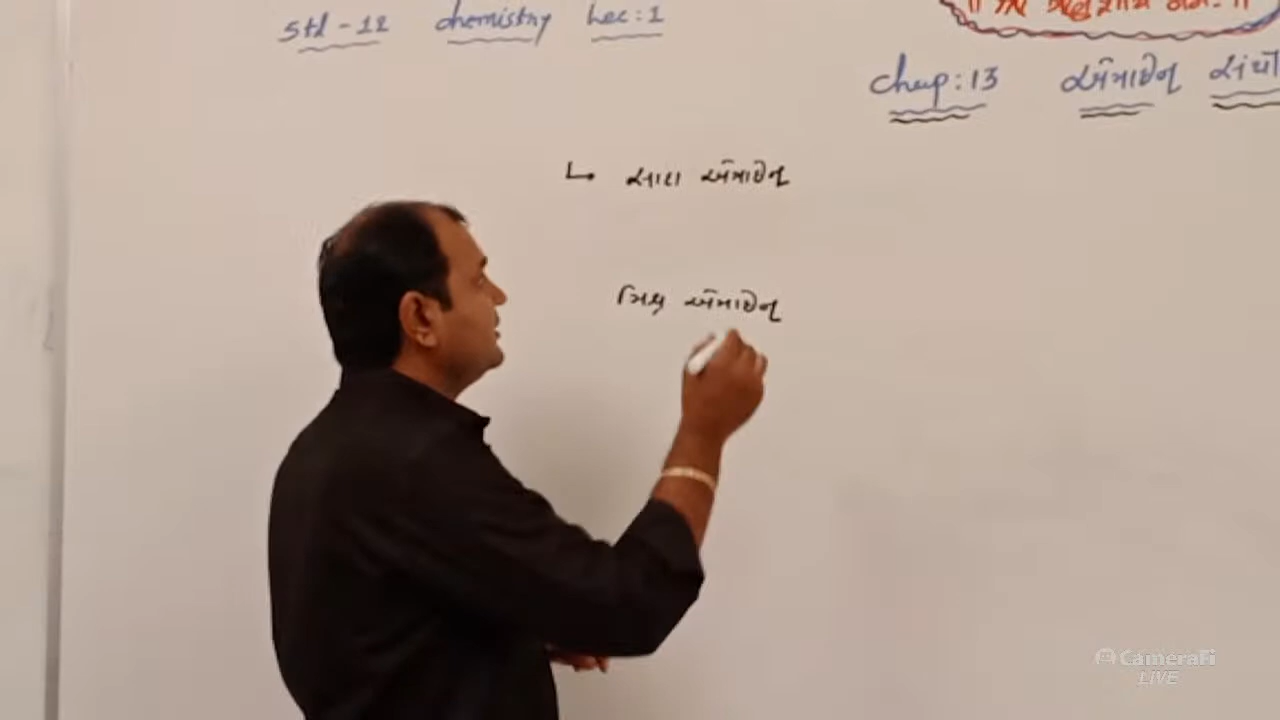 Std - 12 chemistry Lec : 1
chap : 13 એમાઈન
↳ સાદા એમાઈન
મિશ્ર એમાઈન
CameraFi
LIVE